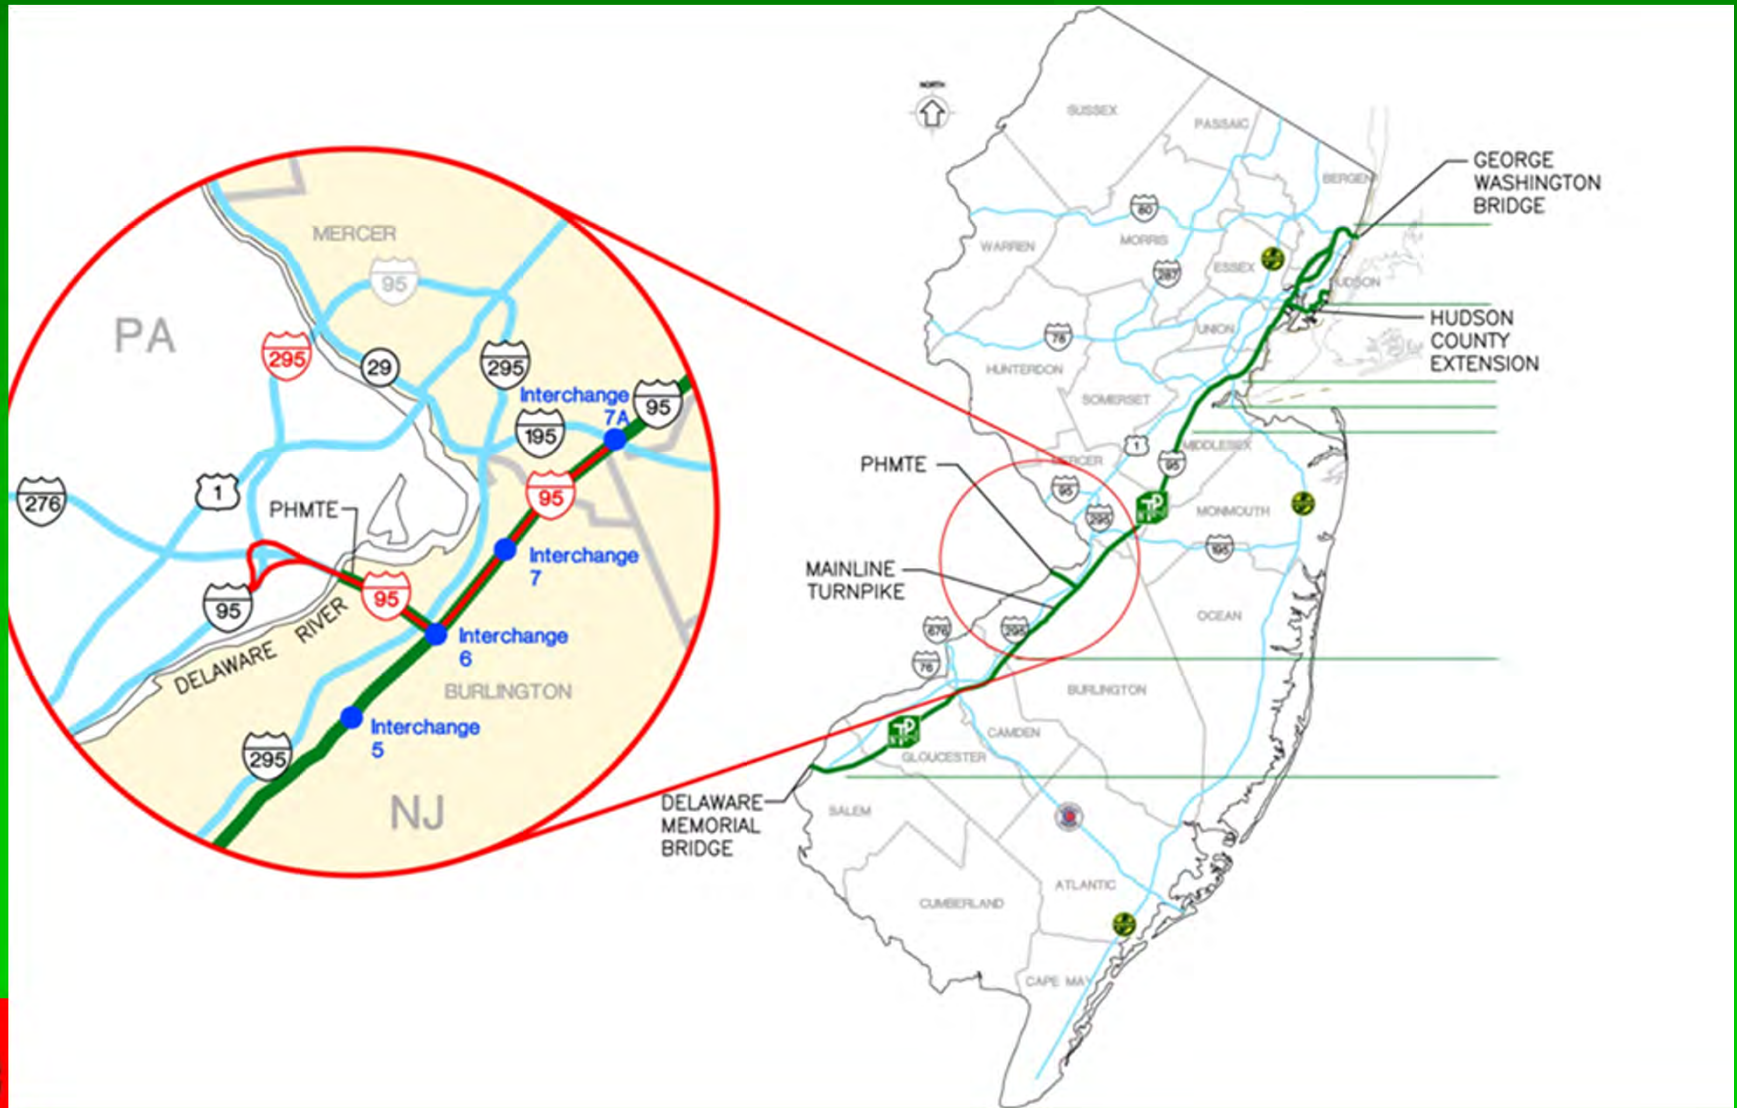 NORTH
SUSSEX
PASSAIC
BERGEN
GEORGE
WASHINGTON
BRIDGE
80
WARREN
MORRIS
287
ESSEX
HUDSON
HUDSON
COUNTY
EXTENSION
UNION
78
HUNTERDON
SOMERSET
1
MIDDLESEX
95
MERCER
PHMTE
95
295
MONMOUTH
195
MAINLINE
TURNPIKE
OCEAN
676
295
76
BURLINGTON
CAMDEN
GLOUCESTER
DELAWARE
MEMORIAL
BRIDGE
SALEM
ATLANTIC
CUMBERLAND
CAPE MAY
MERCER
95
PA
295
29
295
Interchange
7A
95
195
276
1
PHMTE
95
Interchange
7
95
95
DELAWARE RIVER
Interchange
6
BURLINGTON
Interchange
5
295
NJ